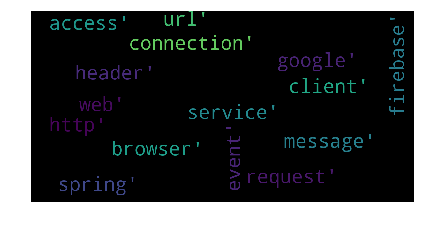 access'
url'
connection'
header'
google'
client'
firebase'
web'
http'
service'
browser'
event'
message'
spring'
request'